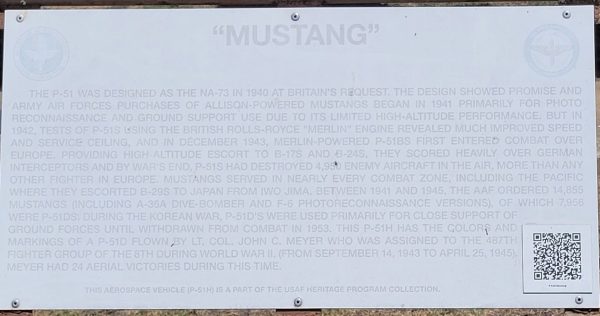 "MUSTANG"
THE P-51 WAS DESIGNED AS THE NA-73 IN 1940 AT BRITAIN'S REQUEST. THE DESIGN SHOWED PROMISE AND
ARMY AIR FORCES PURCHASES OF ALLISON-POWERED MUSTANGS BEGAN IN 1941 PRIMARILY FOR PHOTO
RECONNAISSANCE AND GROUND SUPPORT USE DUE TO ITS LIMITED HIGH-ALTITUDE PERFORMANCE. BUT IN
1942, TESTS OF P-51S USING THE BRITISH ROLLS-ROYCE "MERLIN" ENGINE REVEALED MUCH IMPROVED SPEED
AND SERVICE CEILING, AND IN DECEMBER 1943, MERLIN-POWERED P-51BS FIRST ENTERED COMBAT OVER
EUROPE. PROVIDING HIGH ALTITUDE ESCORT TO B-17S AND B-24S, THEY SCORED HEAVILY OVER GERMAN
INTERCEPTORS AND BY WAR'S END, P-51S HAD DESTROYED 4,950 ENEMY AIRCRAFT IN THE AIR, MORE THAN ANY
OTHER FIGHTER IN EUROPE. MUSTANGS SERVED IN NEARLY EVERY COMBAT ZONE, INCLUDING THE PACIFIC
WHERE THEY ESCORTED B-29S TO JAPAN FROM IWO JIMA. BETWEEN 1941 AND 1945, THE AAF ORDERED 14,855
MUSTANGS (INCLUDING A-36A DIVE-BOMBER AND F-6 PHOTORECONNAISSANCE VERSIONS), OF WHICH 7,956
WERE P-51DS. DURING THE KOREAN WAR, P-51D'S WERE USED PRIMARILY FOR CLOSE SUPPORT OF
GROUND FORCES UNTIL WITHDRAWN FROM COMBAT IN 1953. THIS P-51H HAS THE COLORS AND
MARKINGS OF A P-51D FLOWN BY LT. COL. JOHN C. MEYER WHO WAS ASSIGNED TO THE 487TH
FIGHTER GROUP OF THE 8TH DURING WORLD WAR II. (FROM SEPTEMBER 14, 1943 TO APRIL 25, 1945).
MEYER HAD 24 AERIAL VICTORIES DURING THIS TIME.
THIS AEROSPACE VEHICLE (P-51H) IS A PART OF THE USAF HERITAGE PROGRAM COLLECTION.